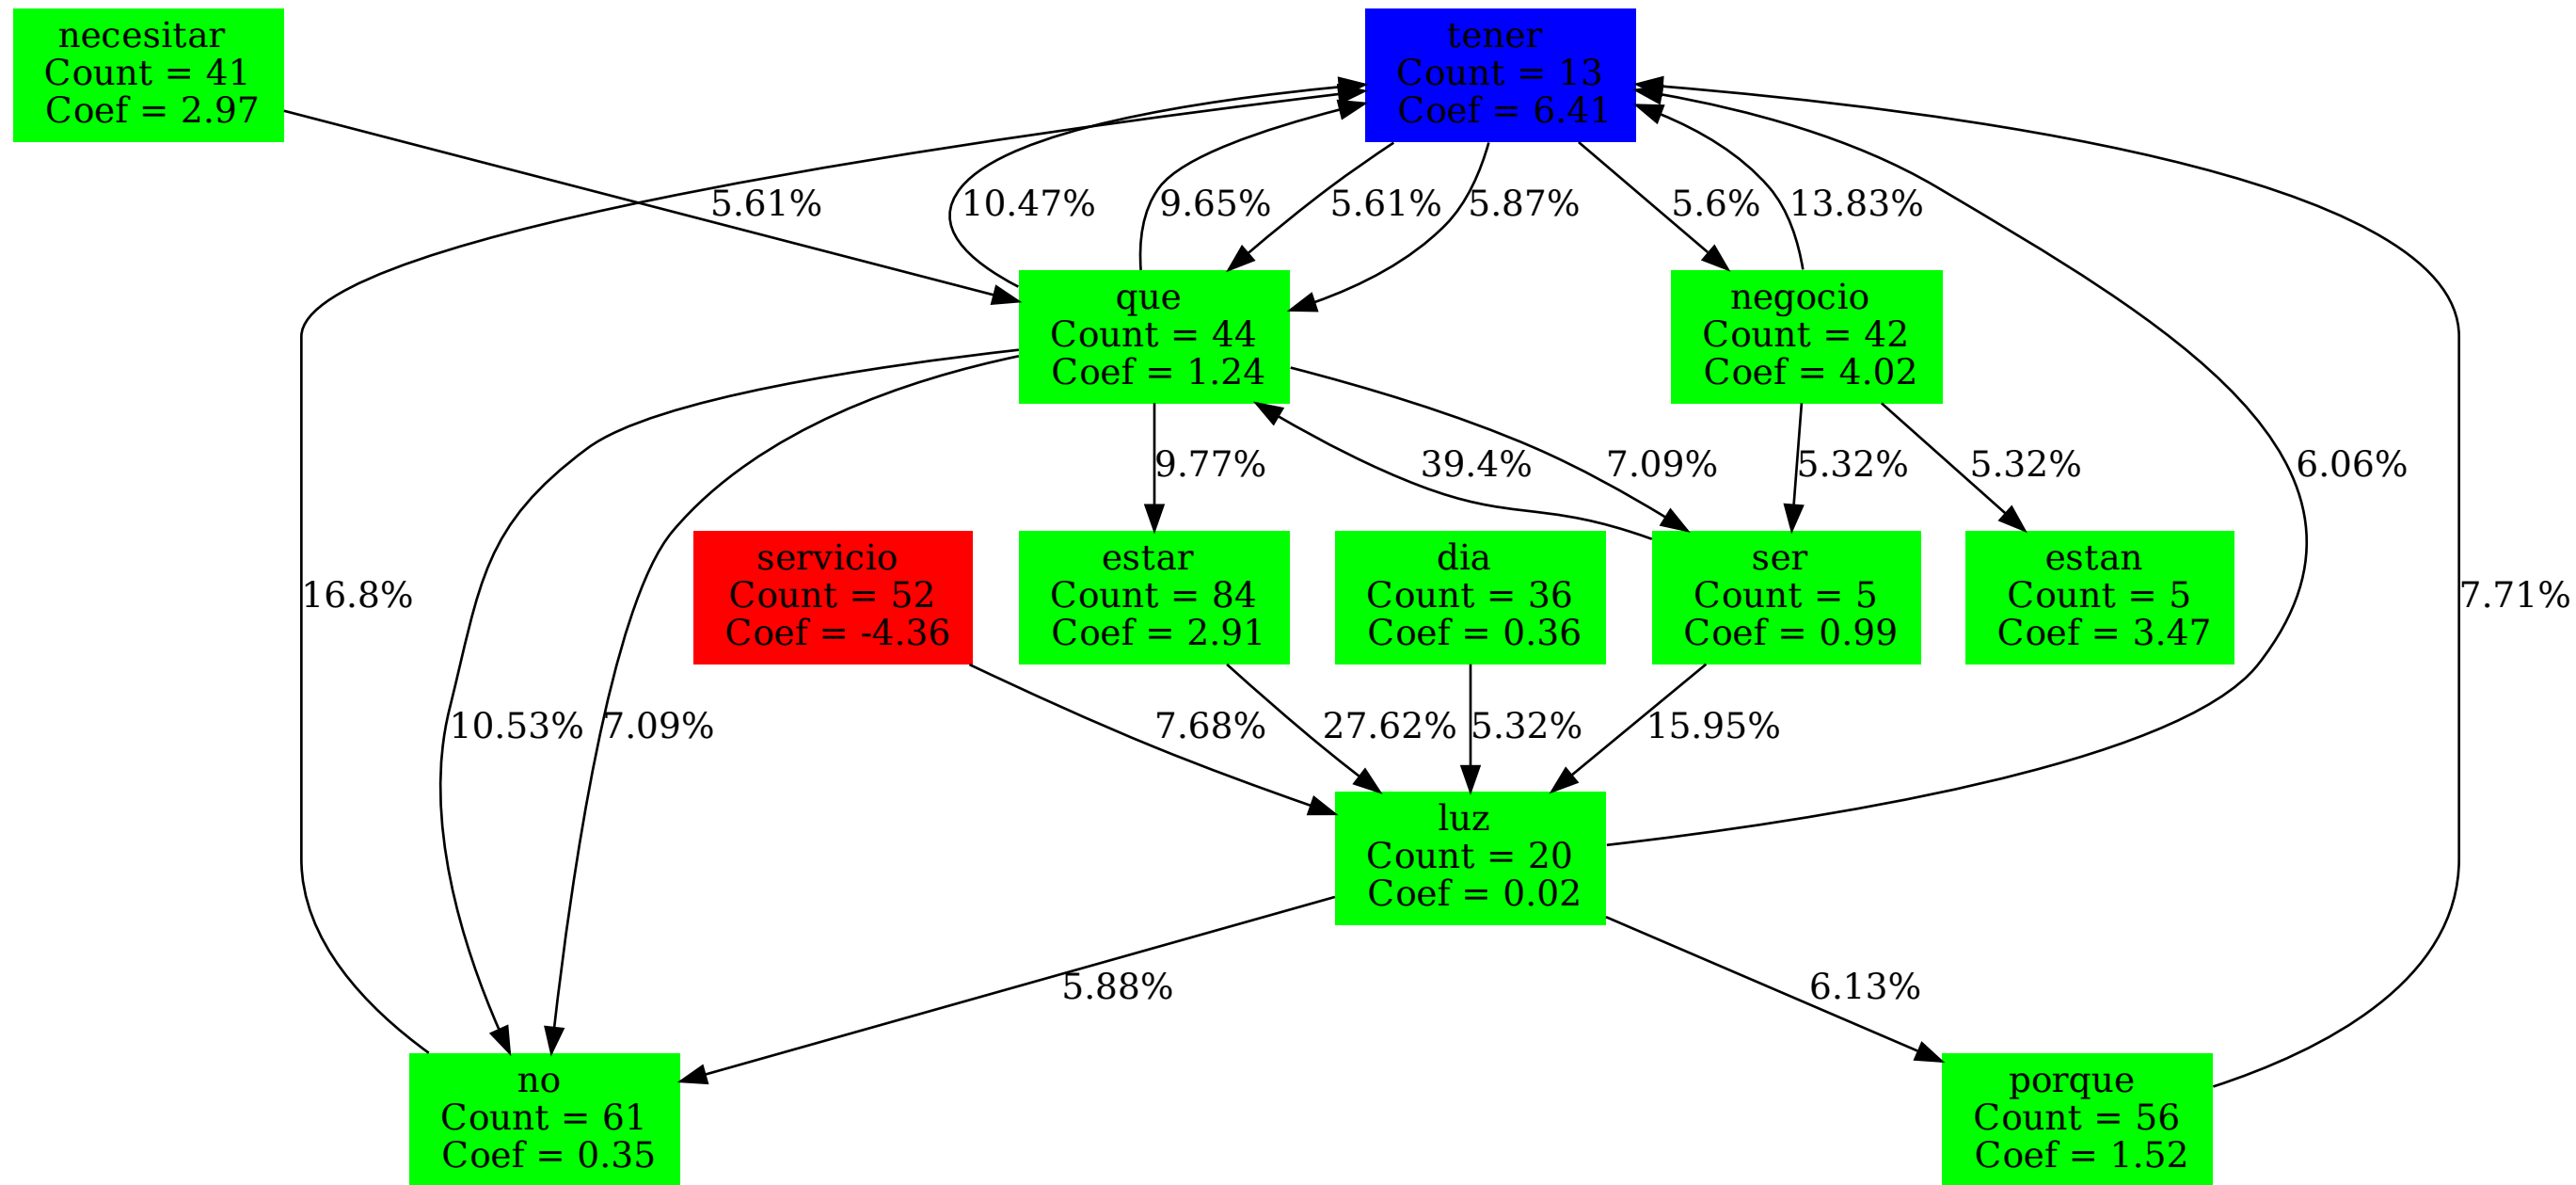 necesitar
Count = 41
Coef = 2.97
tener
Count = 13
Coef = 6.41
5.61%
10.47%
9.65%
5.61%
5.87%
5.6%
13.83%
que
Count = 44
Coef = 1.24
negocio
Count = 42
Coef = 4.02
9.77%
39.4%
7.09%
5.32%
5.32%
6.06%
servicio
Count = 52
Coef = -4.36
estar
Count = 84
Coef = 2.91
dia
Count = 36
Coef = 0.36
ser
Count = 5
Coef = 0.99
estan
Count = 5
Coef = 3.47
16.8%
7.71%
10.53%
7.09%
7.68%
27.62%
5.32%
15.95%
luz
Count = 20
Coef = 0.02
5.88%
6.13%
no
Count = 61
Coef = 0.35
porque
Count = 56
Coef = 1.52